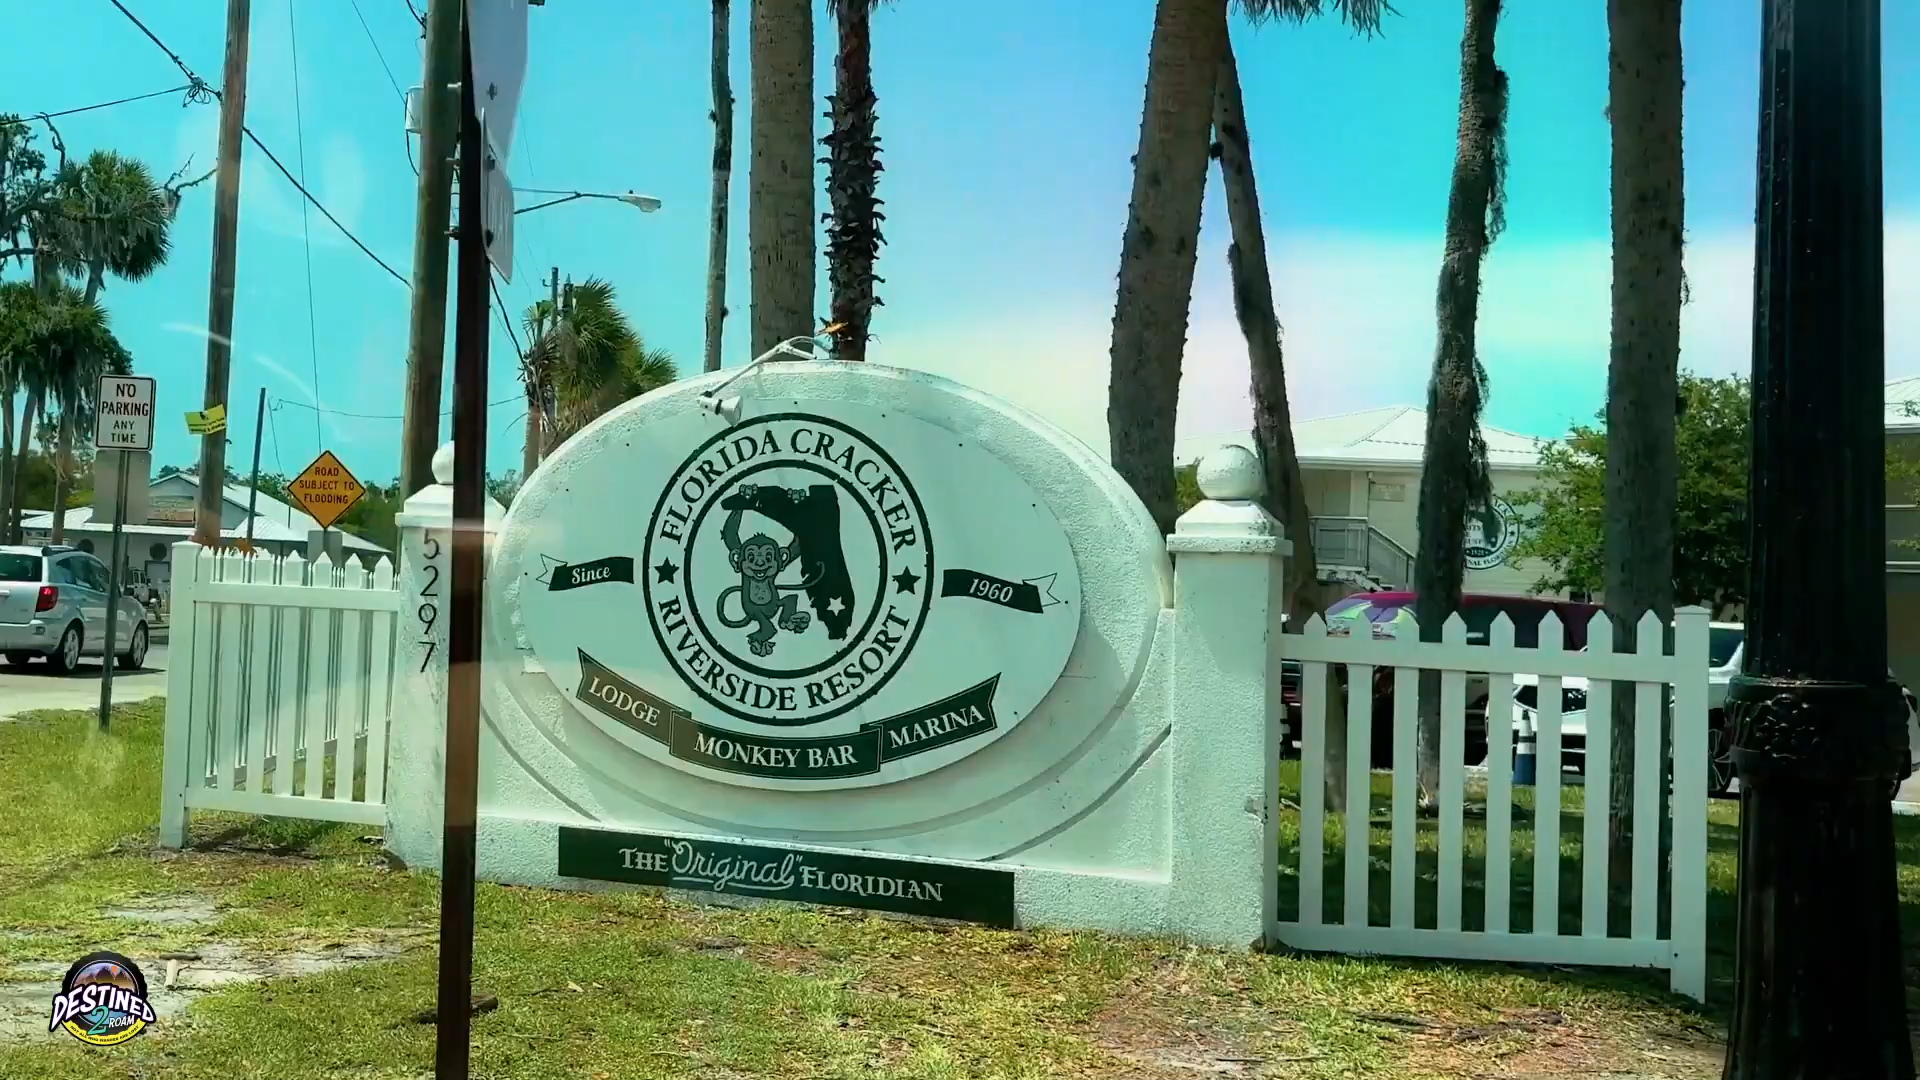 NO
PARKING
ANY
TIME
ROAD
SUBJECT TO
FLOODING
5297
FLORIDA CRACKER
RIVERSIDE RESORT
Since
1960
LODGE
MONKEY BAR
MARINA
THE "Original" FLORIDIAN
DESTINED
2 ROAM